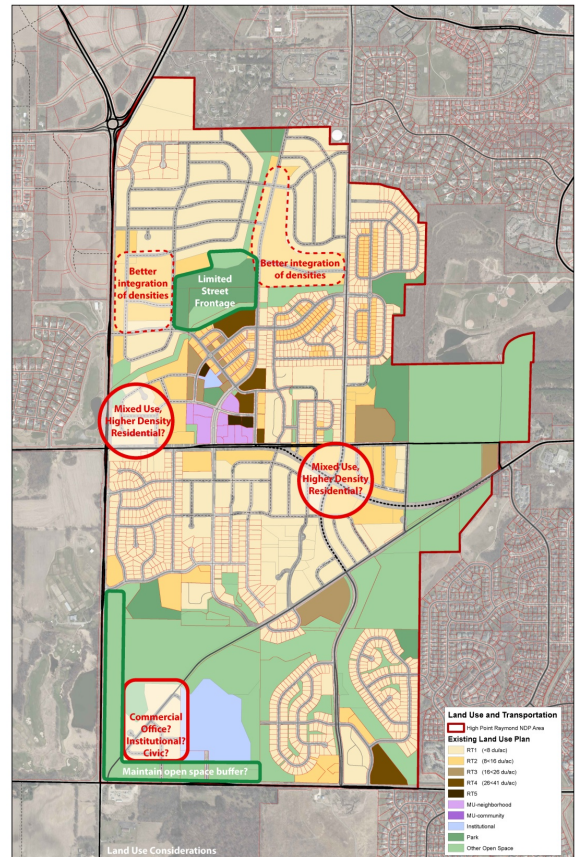 Better
integration
of densities
Limited
Street
Frontage
Better integration
of densities
Mixed Use,
Higher Density
Residential?
Mixed Use,
Higher Density
Residential?
Commercial
Office?
Institutional?
Civic?
Maintain open space buffer?
Land Use Considerations
Land Use and Transportation
High Point Raymond NDP Area
Existing Land Use Plan
RT1 (<8 du/ac)
RT2 (8<16 du/ac)
RT3 (16<26 du/ac)
RT4 (26<41 du/ac)
RT5
MU-neighborhood
MU-community
Institutional
Park
Other Open Space